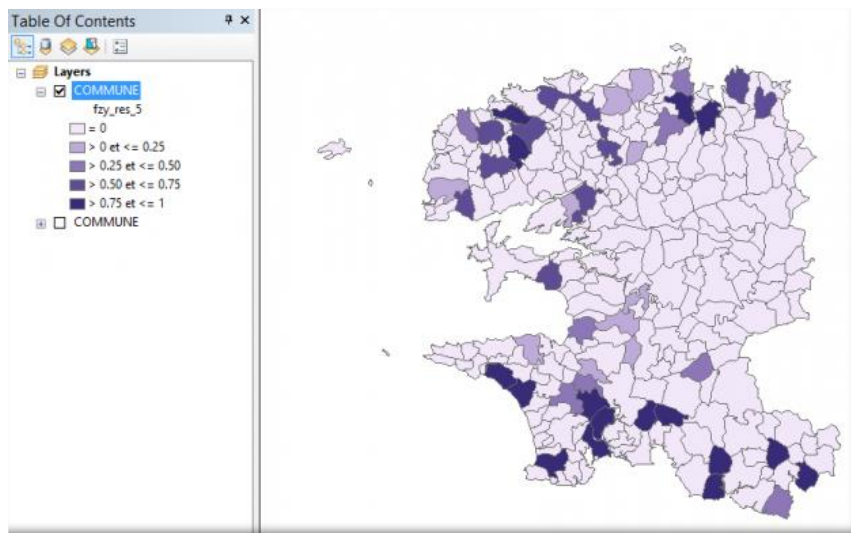 Table Of Contents
Layers
COMMUNE
fzy_res_5
= 0
> 0 et <= 0.25
> 0.25 et <= 0.50
> 0.50 et <= 0.75
> 0.75 et <= 1
COMMUNE